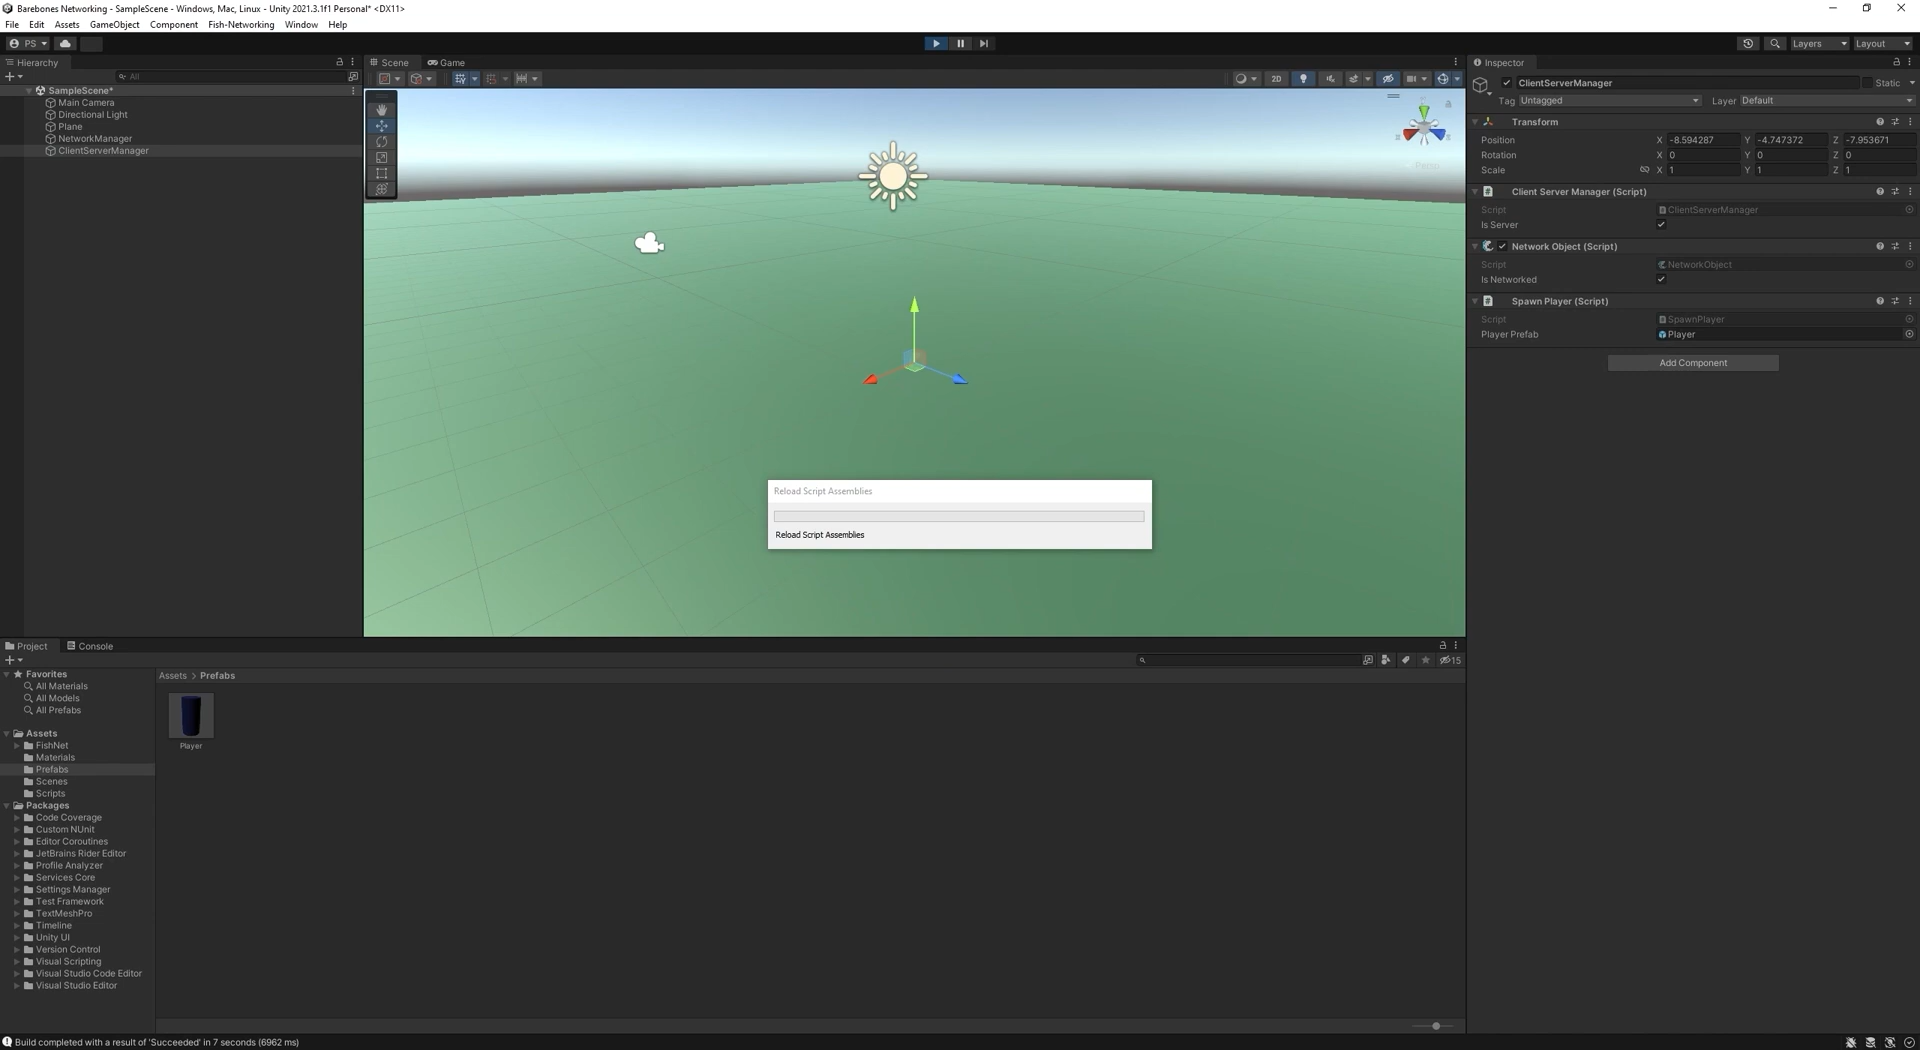 Barebones Networking - SampleScene - Windows, Mac, Linux - Unity 2021.3.1f1 Personal* <DX11>
File Edit Assets GameObject Component Fish-Networking Window Help
PS
Layers Layout
Hierarchy
All
SampleScene*
Main Camera
Directional Light
Plane
NetworkManager
ClientServerManager
Scene Game
2D
Persp
Reload Script Assemblies
Reload Script Assemblies
Inspector
ClientServerManager Static
Tag Untagged Layer Default
Transform
Position X -8.594287 Y -4.747372 Z -7.953671
Rotation X 0 Y 0 Z 0
Scale X 1 Y 1 Z 1
Client Server Manager (Script)
Script ClientServerManager
Is Server
Network Object (Script)
Script NetworkObject
Is Networked
Spawn Player (Script)
Script SpawnPlayer
Player Prefab Player
Add Component
Project Console
15
Favorites
All Materials
All Models
All Prefabs
Assets
FishNet
Materials
Prefabs
Scenes
Scripts
Packages
Code Coverage
Custom NUnit
Editor Coroutines
JetBrains Rider Editor
Profile Analyzer
Services Core
Settings Manager
Test Framework
TextMeshPro
Timeline
Unity UI
Version Control
Visual Scripting
Visual Studio Code Editor
Visual Studio Editor
Assets > Prefabs
Player
Build completed with a result of 'Succeeded' in 7 seconds (6962 ms)